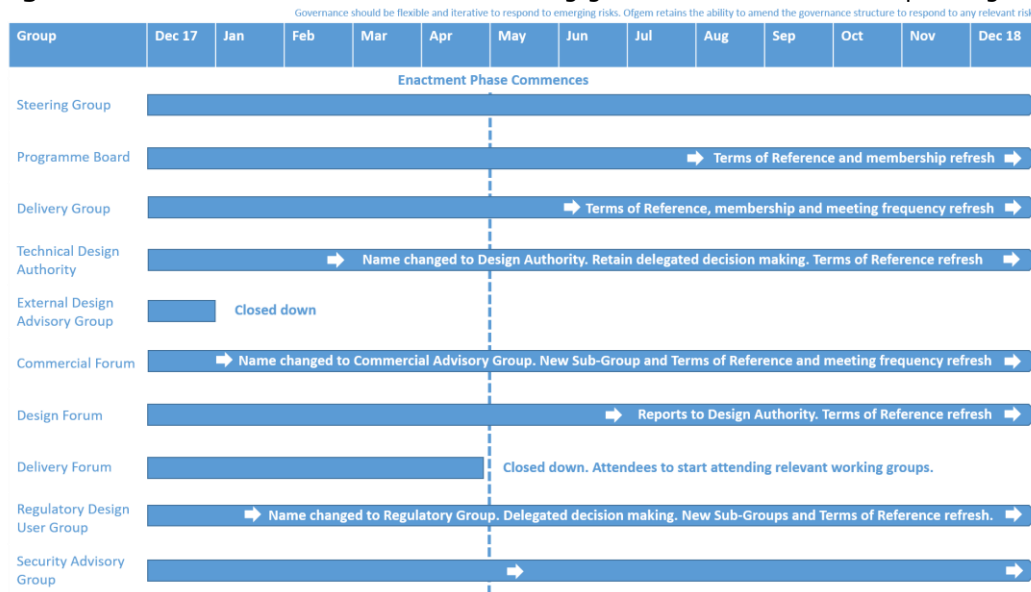 Governance should be flexible and iterative to respond to emerging risks. Ofgem retains the ability to amend the governance structure to respond to any relevant risk
Group Dec 17 Jan Feb Mar Apr May Jun Jul Aug Sep Oct Nov Dec 18
Enactment Phase Commences
Steering Group
Programme Board Terms of Reference and membership refresh
Delivery Group Terms of Reference, membership and meeting frequency refresh
Technical Design
Authority
Name changed to Design Authority. Retain delegated decision making. Terms of Reference refresh
External Design
Advisory Group
Closed down
Commercial Forum Name changed to Commercial Advisory Group. New Sub-Group and Terms of Reference and meeting frequency refresh
Design Forum Reports to Design Authority. Terms of Reference refresh
Delivery Forum Closed down. Attendees to start attending relevant working groups.
Regulatory Design
User Group
Name changed to Regulatory Group. Delegated decision making. New Sub-Groups and Terms of Reference refresh.
Security Advisory
Group